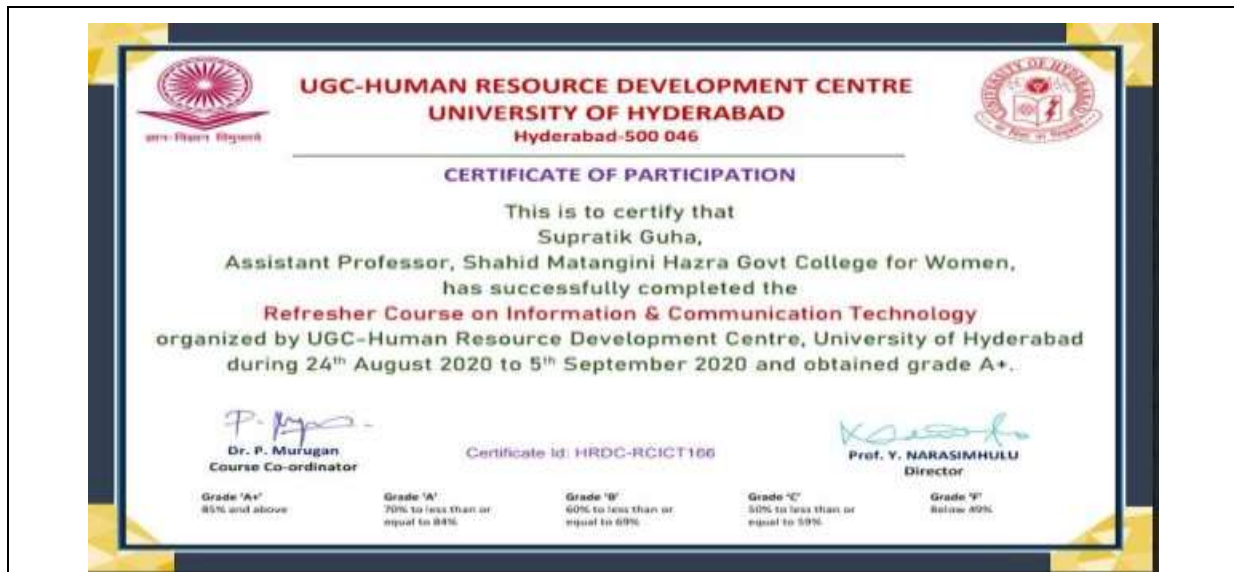 ज्ञान-विज्ञान विमुक्तये
UNIVERSITY OF HYDERABAD
UGC-HUMAN RESOURCE DEVELOPMENT CENTRE
UNIVERSITY OF HYDERABAD
Hyderabad-500 046
CERTIFICATE OF PARTICIPATION
This is to certify that
Supratik Guha,
Assistant Professor, Shahid Matangini Hazra Govt College for Women,
has successfully completed the
Refresher Course on Information & Communication Technology
organized by UGC-Human Resource Development Centre, University of Hyderabad
during 24th August 2020 to 5th September 2020 and obtained grade A+.
Dr. P. Murugan
Course Co-ordinator
Certificate Id: HRDC-RCICT166
Prof. Y. NARASIMHULU
Director
Grade 'A+'
85% and above
Grade 'A'
70% to less than or
equal to 84%
Grade 'B'
60% to less than or
equal to 69%
Grade 'C'
50% to less than or
equal to 59%
Grade 'F'
Below 49%